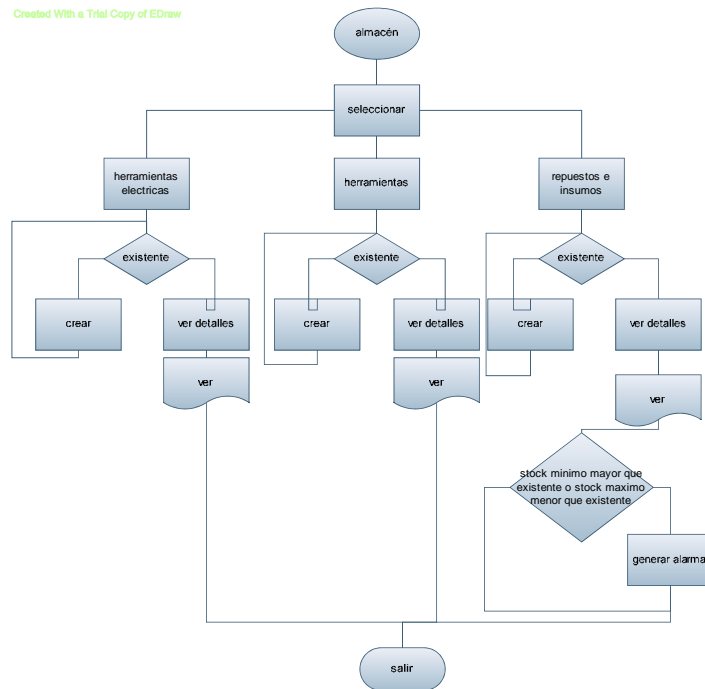 Created With a Trial Copy of EDraw
almacén
seleccionar
herramientas
electricas
herramientas
repuestos e
insumos
existente
existente
existente
crear
ver detalles
crear
ver detalles
crear
ver detalles
ver
ver
ver
stock minimo mayor que
existente o stock maximo
menor que existente
generar alarma
salir